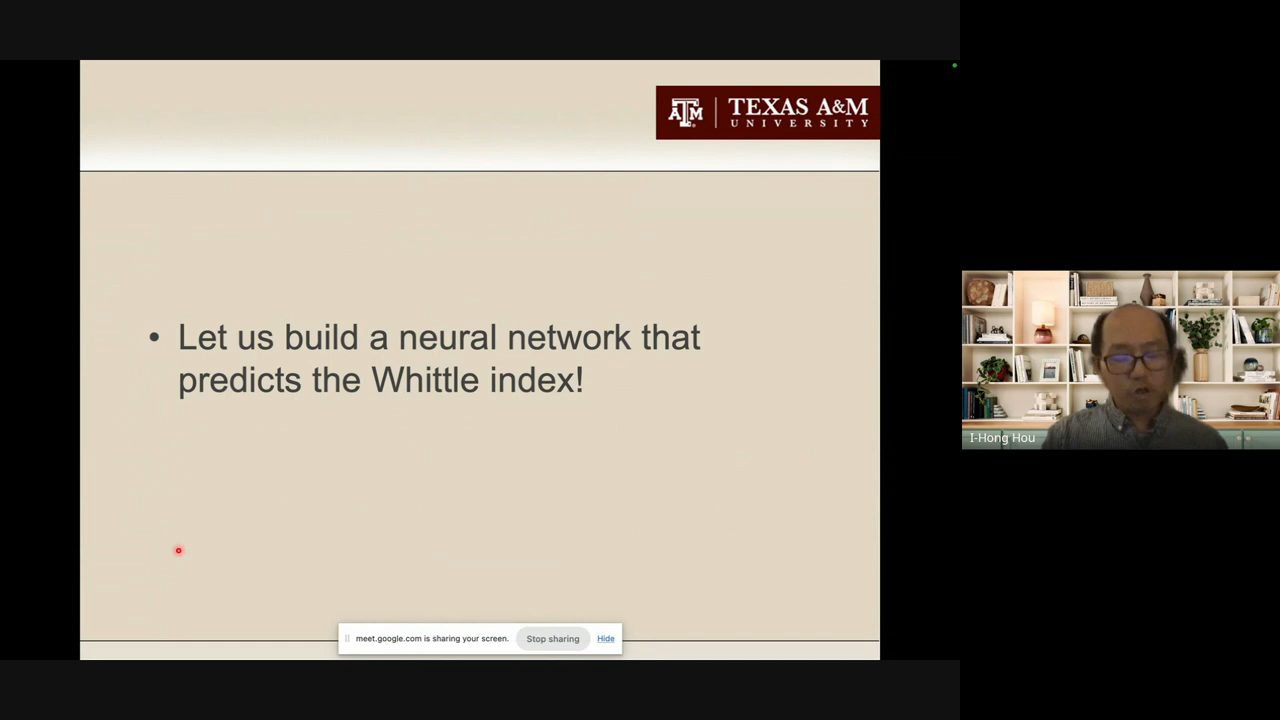 ATM
TEXAS A&M
UNIVERSITY
• Let us build a neural network that
predicts the Whittle index!
meet.google.com is sharing your screen.
Stop sharing
Hide
I-Hong Hou